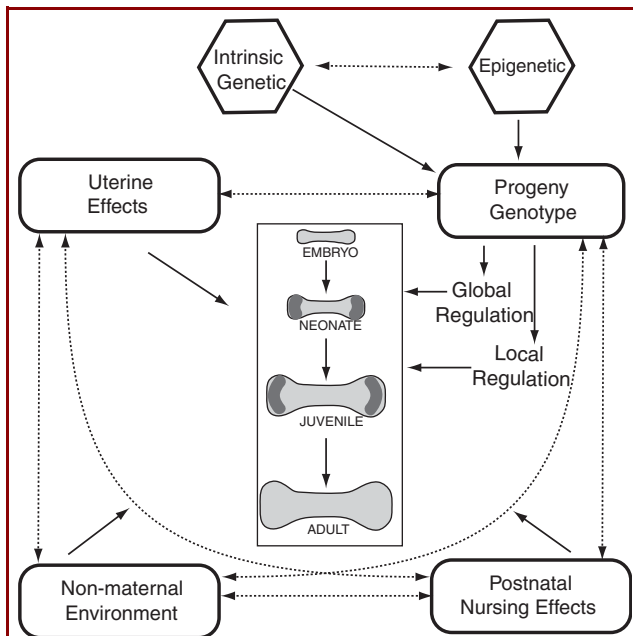 Intrinsic
Genetic
Epigenetic
Uterine
Effects
Progeny
Genotype
EMBRYO
Global
Regulation
NEONATE
Local
Regulation
JUVENILE
ADULT
Non-maternal
Environment
Postnatal
Nursing Effects